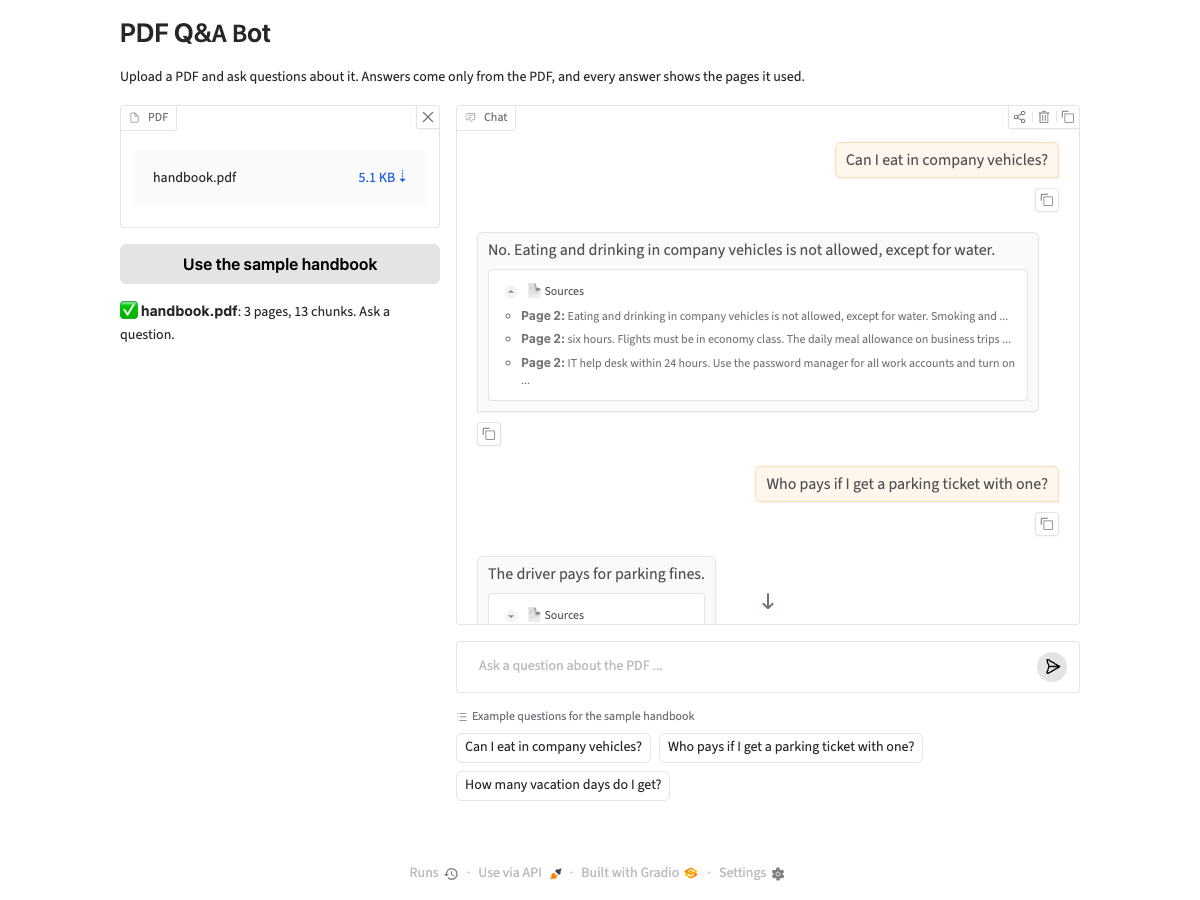 PDF Q&A Bot
Upload a PDF and ask questions about it. Answers come only from the PDF, and every answer shows the pages it used.
PDF
handbook.pdf
5.1 KB ⇣
Use the sample handbook
✅ handbook.pdf: 3 pages, 13 chunks. Ask a
question.
Chat
Can I eat in company vehicles?
No. Eating and drinking in company vehicles is not allowed, except for water.
Sources
Page 2: Eating and drinking in company vehicles is not allowed, except for water. Smoking and ...
Page 2: six hours. Flights must be in economy class. The daily meal allowance on business trips ...
Page 2: IT help desk within 24 hours. Use the password manager for all work accounts and turn on
...
Who pays if I get a parking ticket with one?
The driver pays for parking fines.
Sources
Ask a question about the PDF ...
Example questions for the sample handbook
Can I eat in company vehicles?
Who pays if I get a parking ticket with one?
How many vacation days do I get?
Runs · Use via API · Built with Gradio · Settings